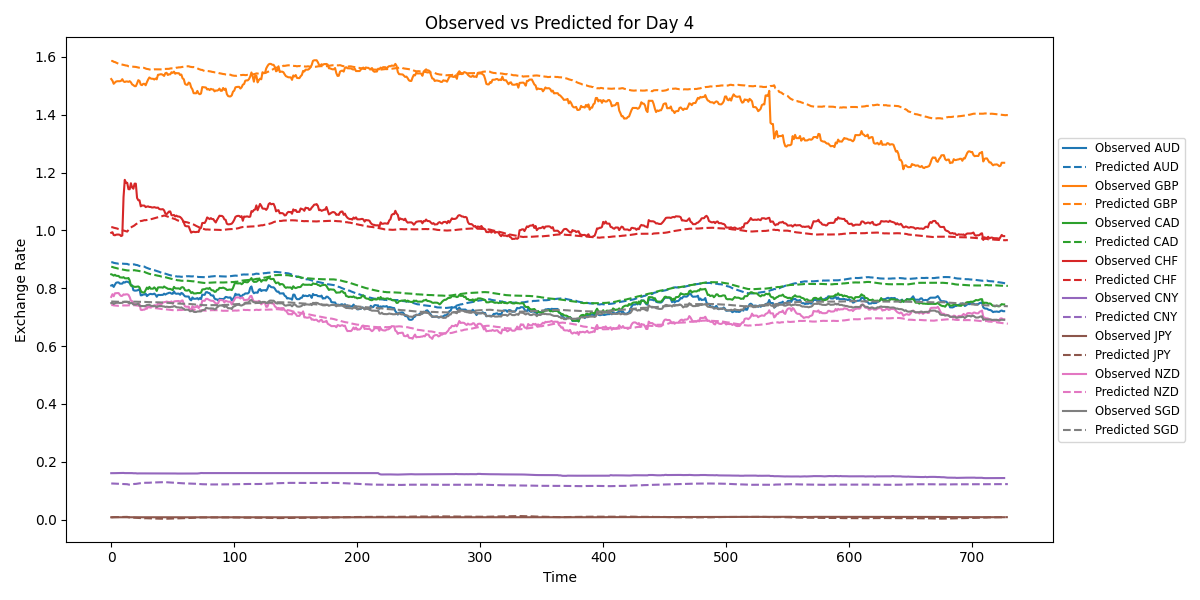 Observed vs Predicted for Day 4
Exchange Rate
1.6
1.4
1.2
1.0
0.8
0.6
0.4
0.2
0.0
0 100 200 300 400 500 600 700
Time
Observed AUD
Predicted AUD
Observed GBP
Predicted GBP
Observed CAD
Predicted CAD
Observed CHF
Predicted CHF
Observed CNY
Predicted CNY
Observed JPY
Predicted JPY
Observed NZD
Predicted NZD
Observed SGD
Predicted SGD